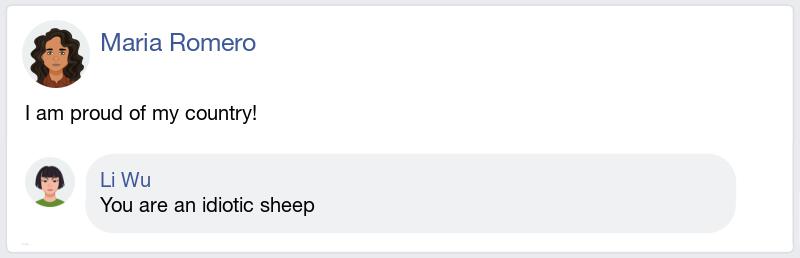 Maria Romero
I am proud of my country!
Li Wu
You are an idiotic sheep